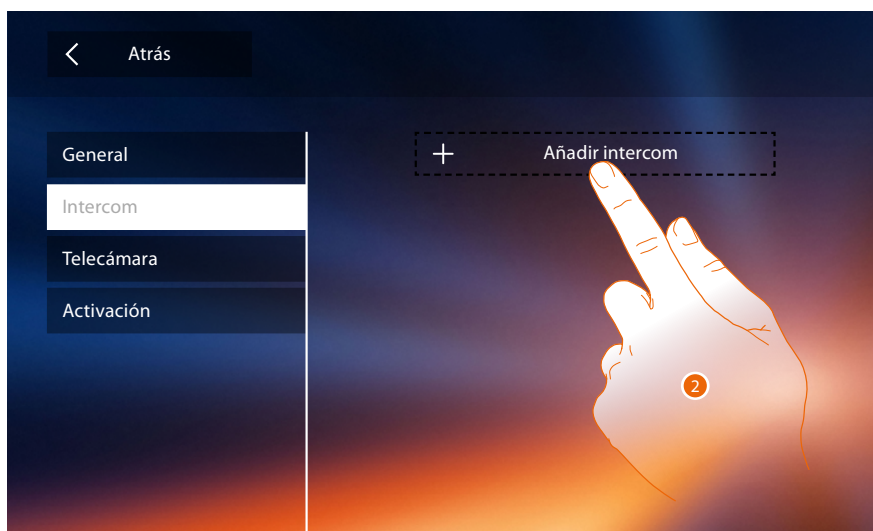 Atrás
General
Añadir intercom
Intercom
Telecámara
Activación
2